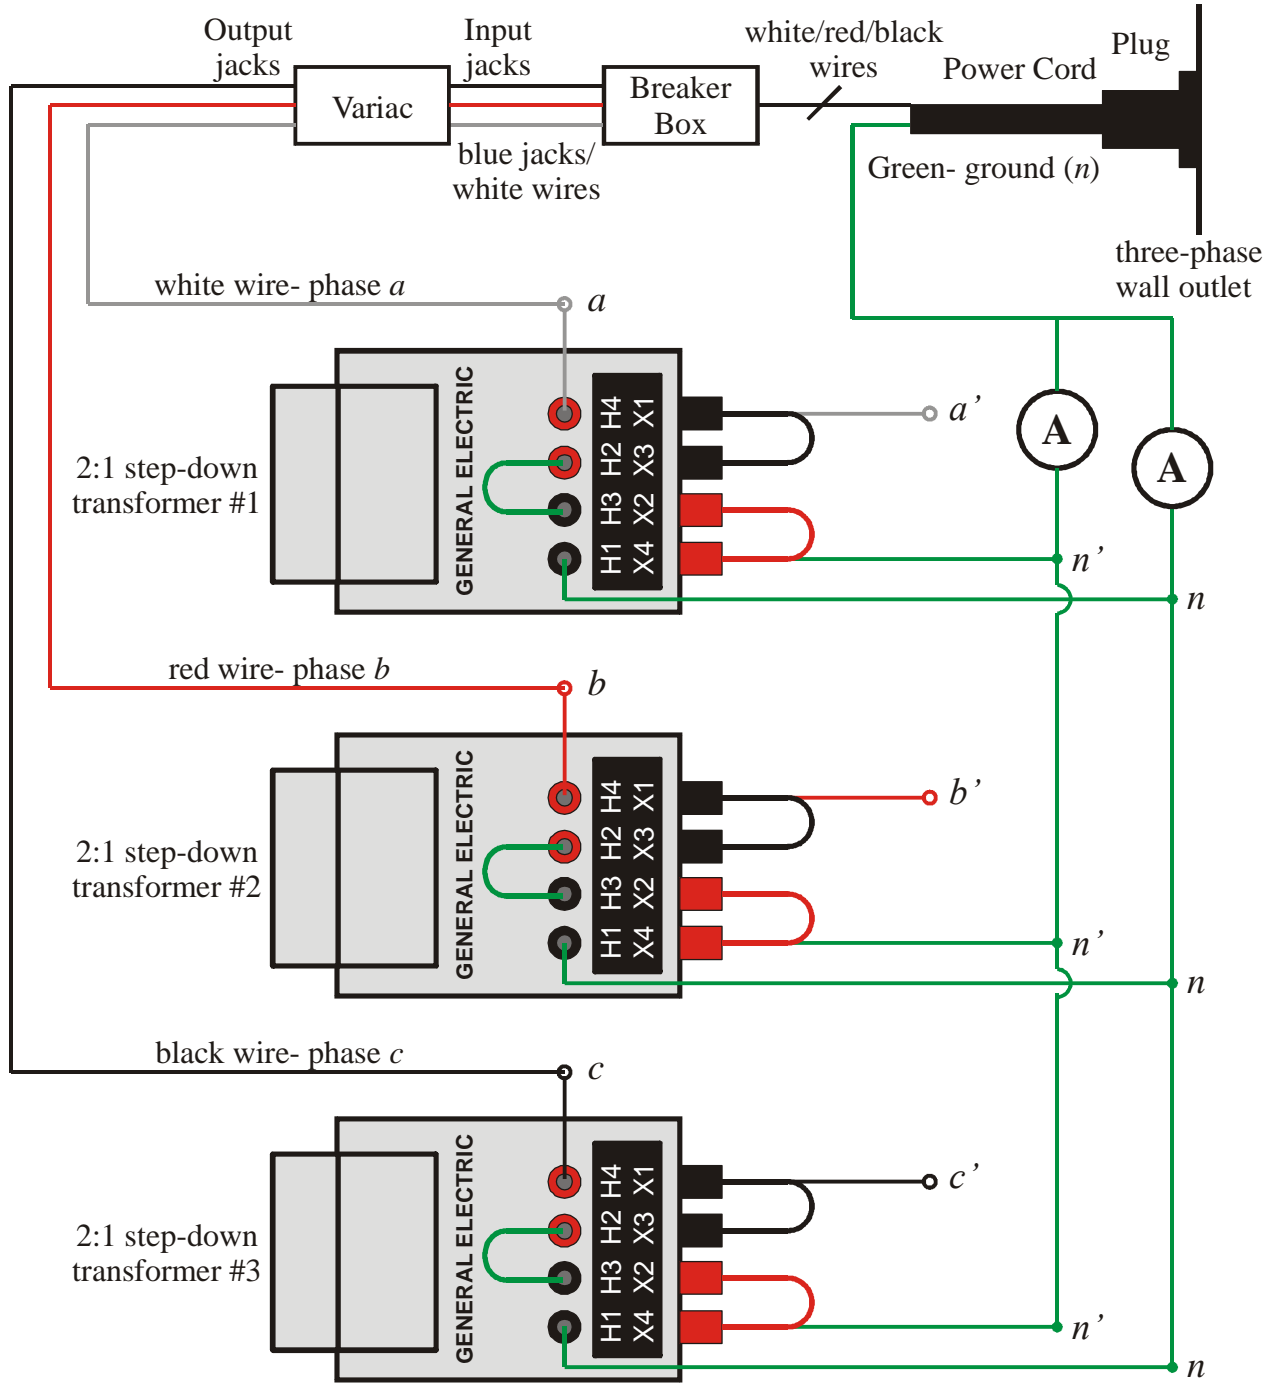 Output
jacks
Input
jacks
white/red/black
wires
Plug
Power Cord
Variac
Breaker
Box
blue jacks/
white wires
Green- ground (n)
three-phase
wall outlet
white wire- phase a
a
2:1 step-down
transformer #1
GENERAL ELECTRIC
H4 X1
H2 X3
H3 X2
H1 X4
a’
A
A
n’
n
red wire- phase b
b
2:1 step-down
transformer #2
GENERAL ELECTRIC
H4 X1
H2 X3
H3 X2
H1 X4
b’
n’
n
black wire- phase c
c
2:1 step-down
transformer #3
GENERAL ELECTRIC
H4 X1
H2 X3
H3 X2
H1 X4
c’
n’
n